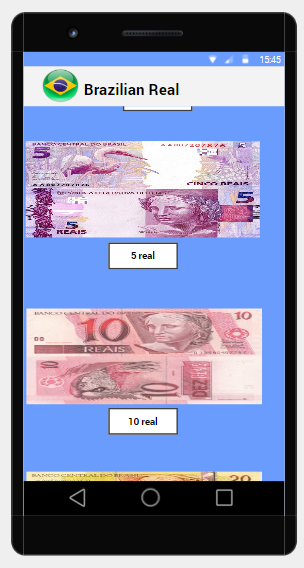 15:45
Brazilian Real
BANCO CENTRAL DO BRASIL
5
CINCO REAIS
5
5
REAIS
5 real
BANCO CENTRAL DO BRASIL
10
10
REAIS
10
DEZ
10 real
BANCO CENTRAL DO BRASIL
20